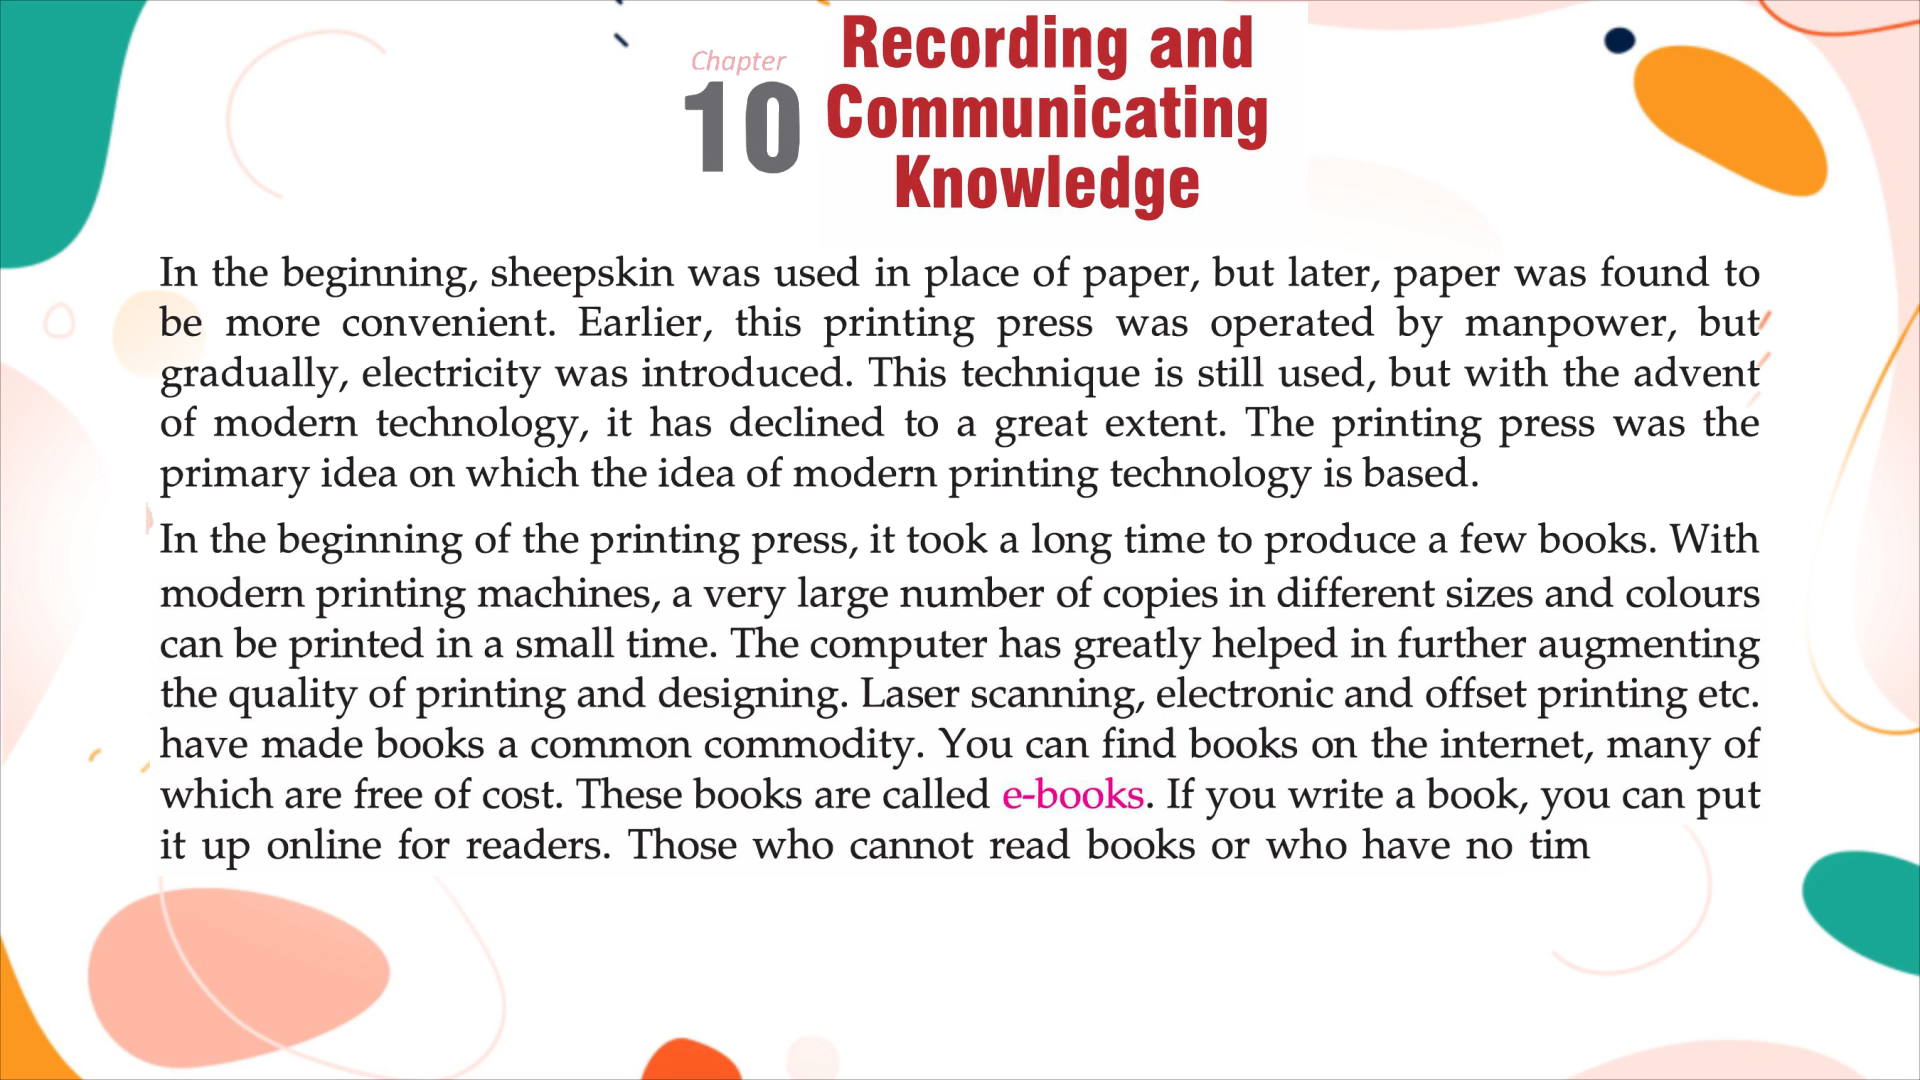 Chapter
10
Recording and
Communicating
Knowledge
In the beginning, sheepskin was used in place of paper, but later, paper was found to
be more convenient. Earlier, this printing press was operated by manpower, but
gradually, electricity was introduced. This technique is still used, but with the advent
of modern technology, it has declined to a great extent. The printing press was the
primary idea on which the idea of modern printing technology is based.
In the beginning of the printing press, it took a long time to produce a few books. With
modern printing machines, a very large number of copies in different sizes and colours
can be printed in a small time. The computer has greatly helped in further augmenting
the quality of printing and designing. Laser scanning, electronic and offset printing etc.
have made books a common commodity. You can find books on the internet, many of
which are free of cost. These books are called e-books. If you write a book, you can put
it up online for readers. Those who cannot read books or who have no tim